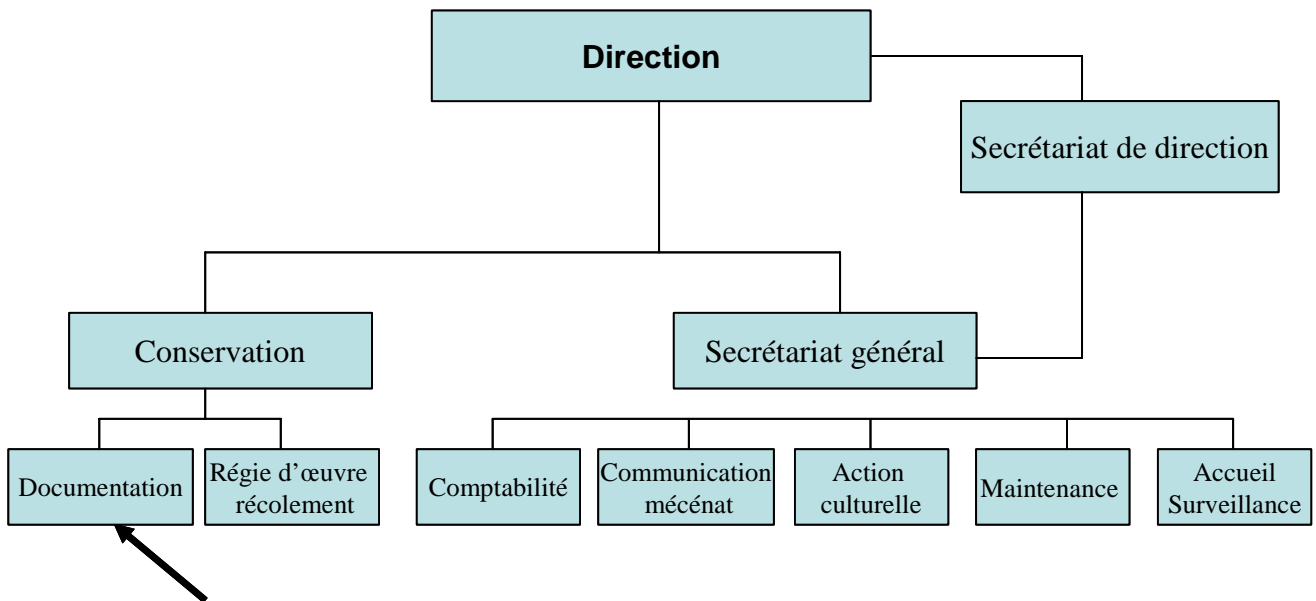 Direction
Secrétariat de direction
Conservation
Secrétariat général
Documentation
Régie d’œuvre
récolement
Comptabilité
Communication
mécénat
Action
culturelle
Maintenance
Accueil
Surveillance